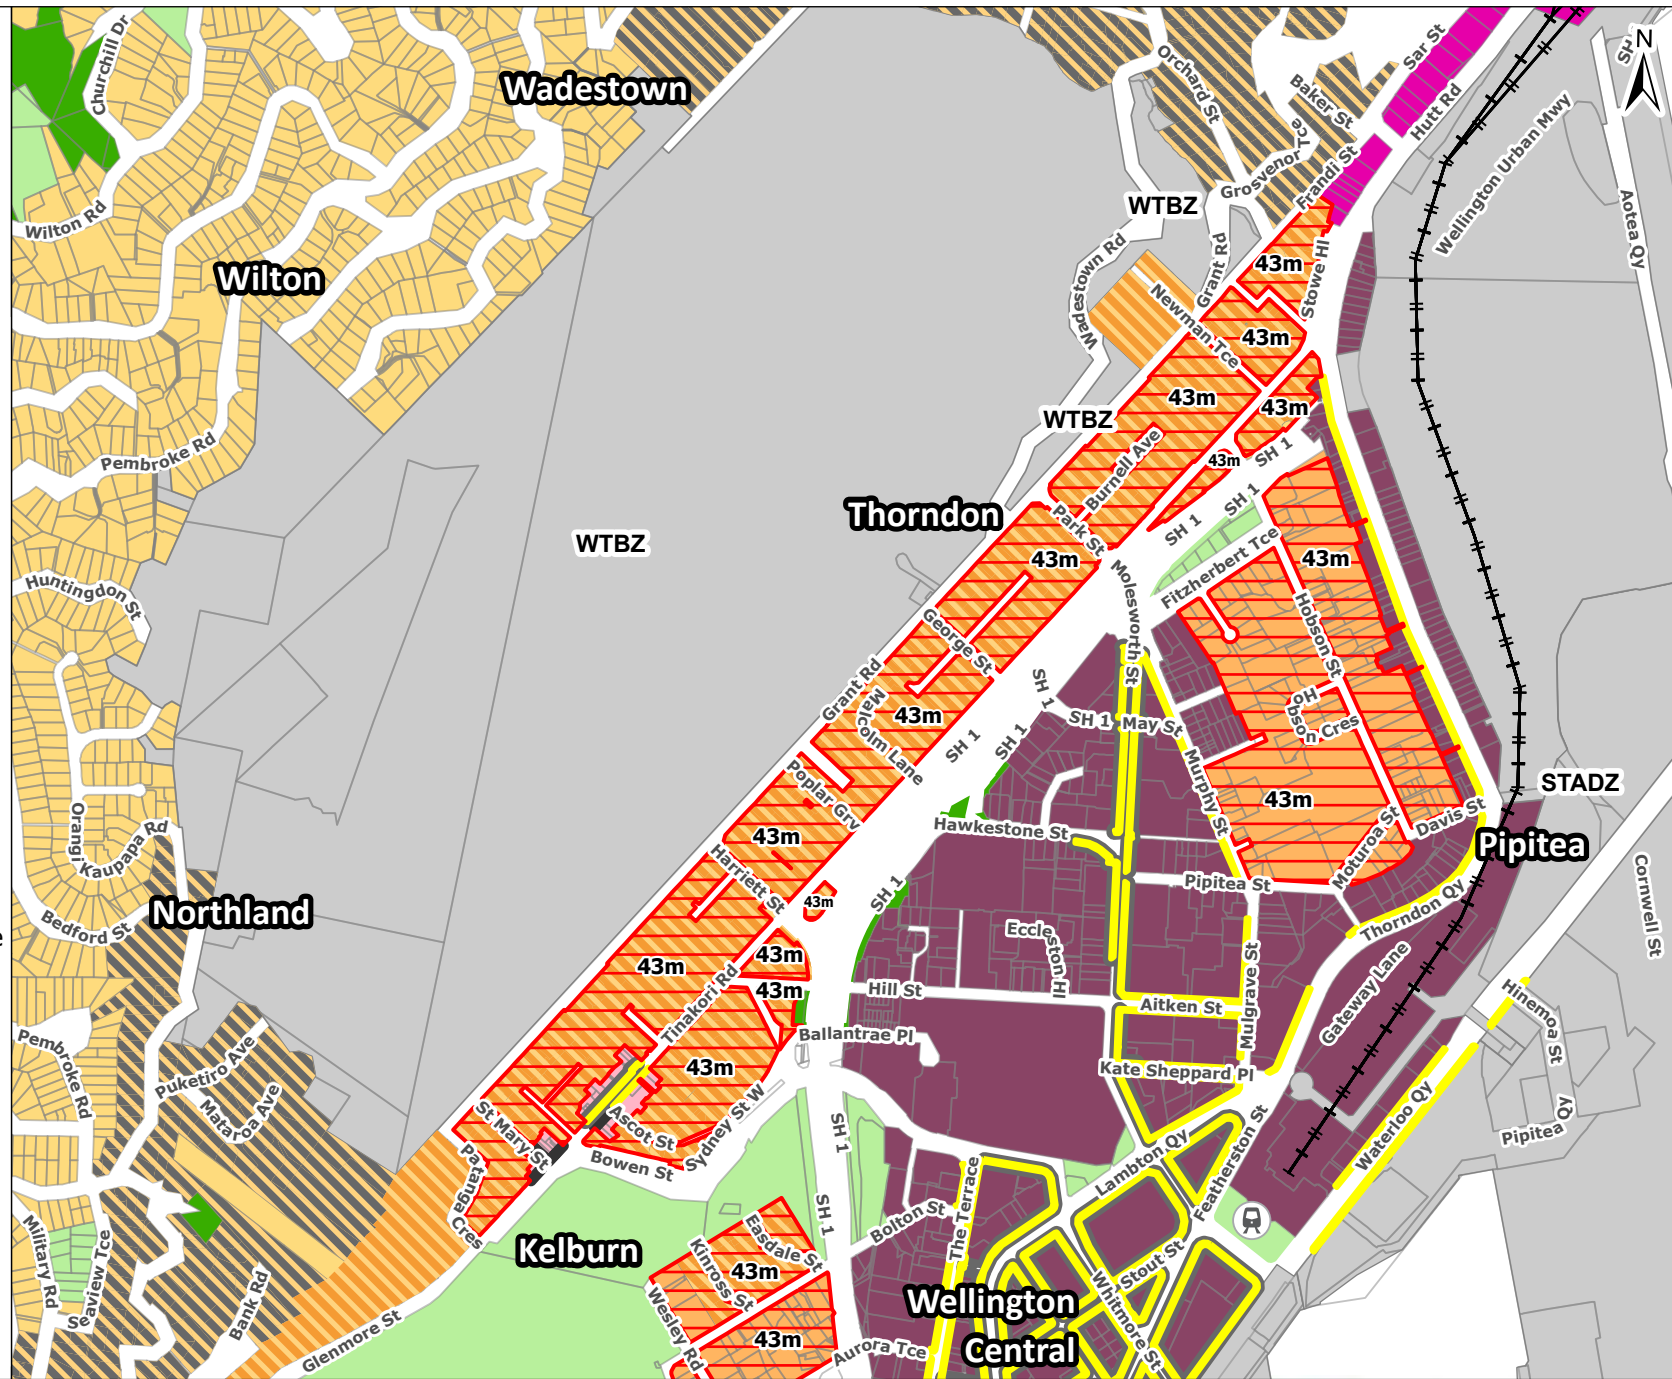 Churchill Dr
Wadestown
Orchard St
Sar St
SH
N
Baker St
Hutt Rd
Grosvenor Tce
Frandi St
Wellington Urban Mwy
Aotea Qy
Wilton Rd
WTBZ
Wilton
Wadestown Rd
Grant Rd
43m
Stowe Hl
Newman Tce
43m
43m
43m
WTBZ
Pembroke Rd
Burnell Ave
43m
SH 1
SH 1
Thorndon
Park St
SH 1
WTBZ
43m
Fitzherbert Tce
43m
Molesworth St
Huntingdon St
George St
Hobson St
Grant Rd
Malcolm Lane
43m
SH 1
SH 1
May St
Hobson Cres
SH 1
SH 1
Poplar Grv
Murphy St
43m
STADZ
Orangi Kaupapa Rd
43m
Hawkestone St
Moturoa St
Davis St
Pipitea
Harriett St
43m
SH 1
Pipitea St
Thorndon Qy
Cornwell St
Northland
Bedford St
43m
43m
Eccleston Hl
Gateway Lane
43m
Hill St
Tinakori Rd
Aitken St
Mulgrave St
Hinemoa St
Ballantrae Pl
Pembroke Rd
Puketiro Ave
43m
Kate Sheppard Pl
Mataroa Ave
St Mary St
Ascot St
Sydney St W
SH 1
Waterloo Qy
Pipitea Qy
Bowen St
Lambton Qy
Featherston St
Patanga Cres
Military Rd
Seaview Tce
Kelburn
SH 1
Bolton St
The Terrace
Easdale St
Kinross St
43m
Stout St
Bank Rd
Wesley Rd
Wellington
Central
Whitmore St
Glenmore St
43m
Aurora Tce